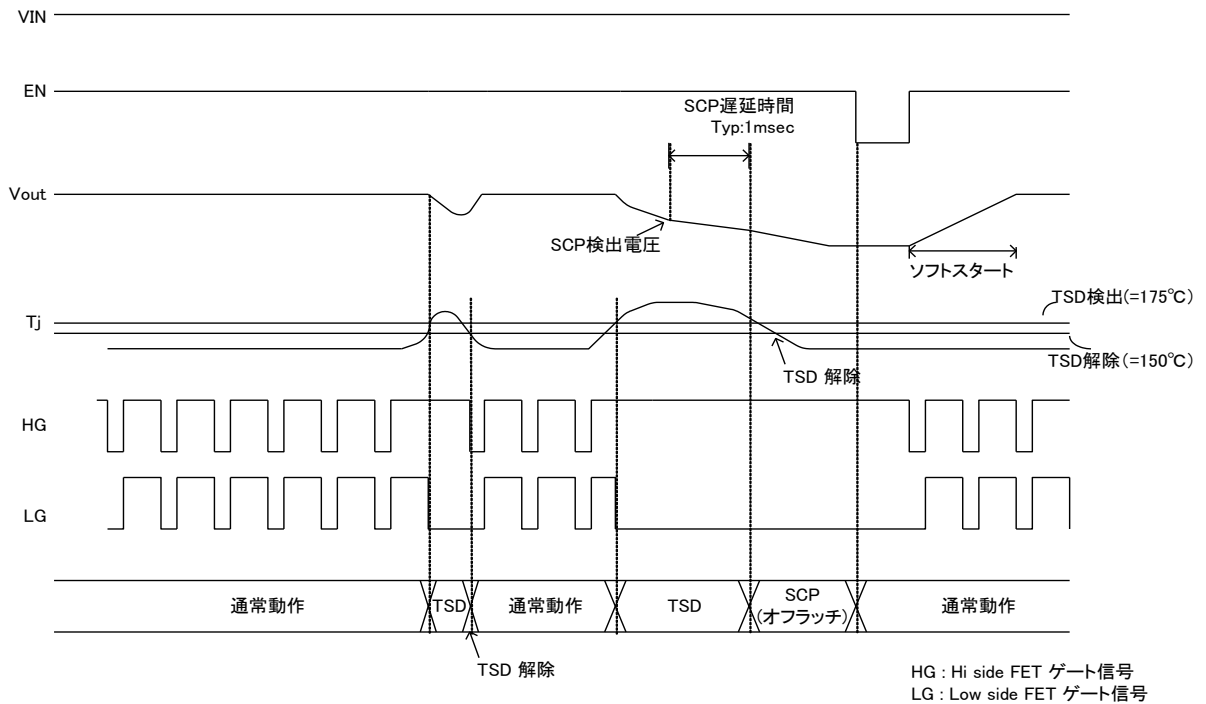 VIN
EN
SCP遅延時間
Typ:1msec
Vout
SCP検出電圧
ソフトスタート
TSD検出(=175℃)
Tj
TSD解除(=150℃)
TSD 解除
HG
LG
通常動作
TSD
通常動作
TSD
SCP
(オフラッチ)
通常動作
TSD 解除
HG : Hi side FET ゲート信号
LG : Low side FET ゲート信号